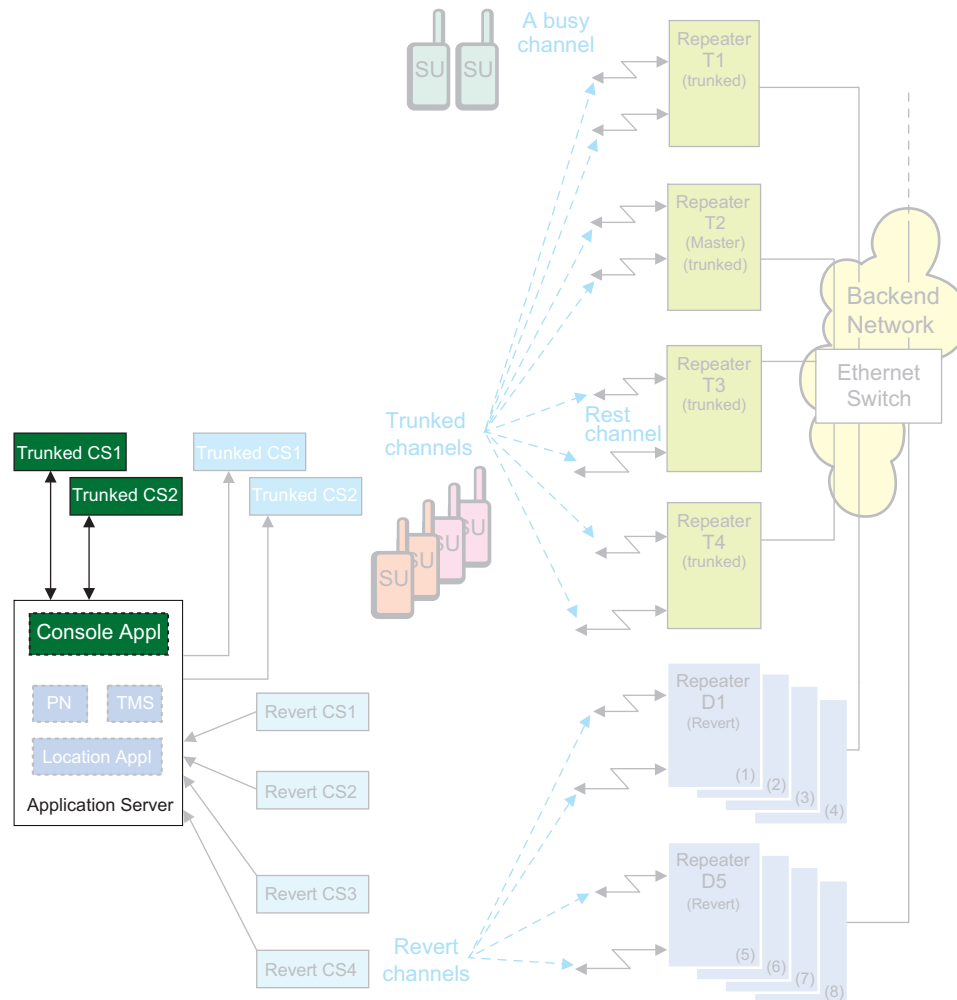 A busy
channel
SU
SU
Repeater
T1
(trunked)
Repeater
T2
(Master)
(trunked)
Backend
Network
Ethernet
Switch
Repeater
T3
(trunked)
Rest
channel
Trunked
channels
Trunked CS1
Trunked CS2
Trunked CS1
Trunked CS2
SU
SU
SU
SU
Repeater
T4
(trunked)
Console Appl
PN
TMS
Location Appl
Application Server
Revert CS1
Revert CS2
Revert CS3
Revert CS4
Repeater
D1
(Revert)
(1)
(2)
(3)
(4)
Repeater
D5
(Revert)
(5)
(6)
(7)
(8)
Revert
channels